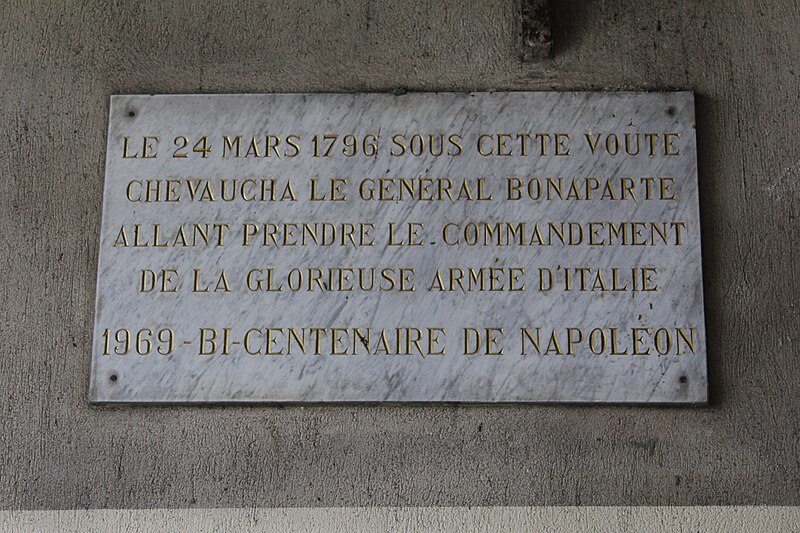 LE 24 MARS 1796 SOUS CETTE VOUTE
CHEVAUCHA LE GÉNÉRAL BONAPARTE
ALLANT PRENDRE LE COMMANDEMENT
DE LA GLORIEUSE ARMÉE D'ITALIE
1969 - BI-CENTENAIRE DE NAPOLÉON